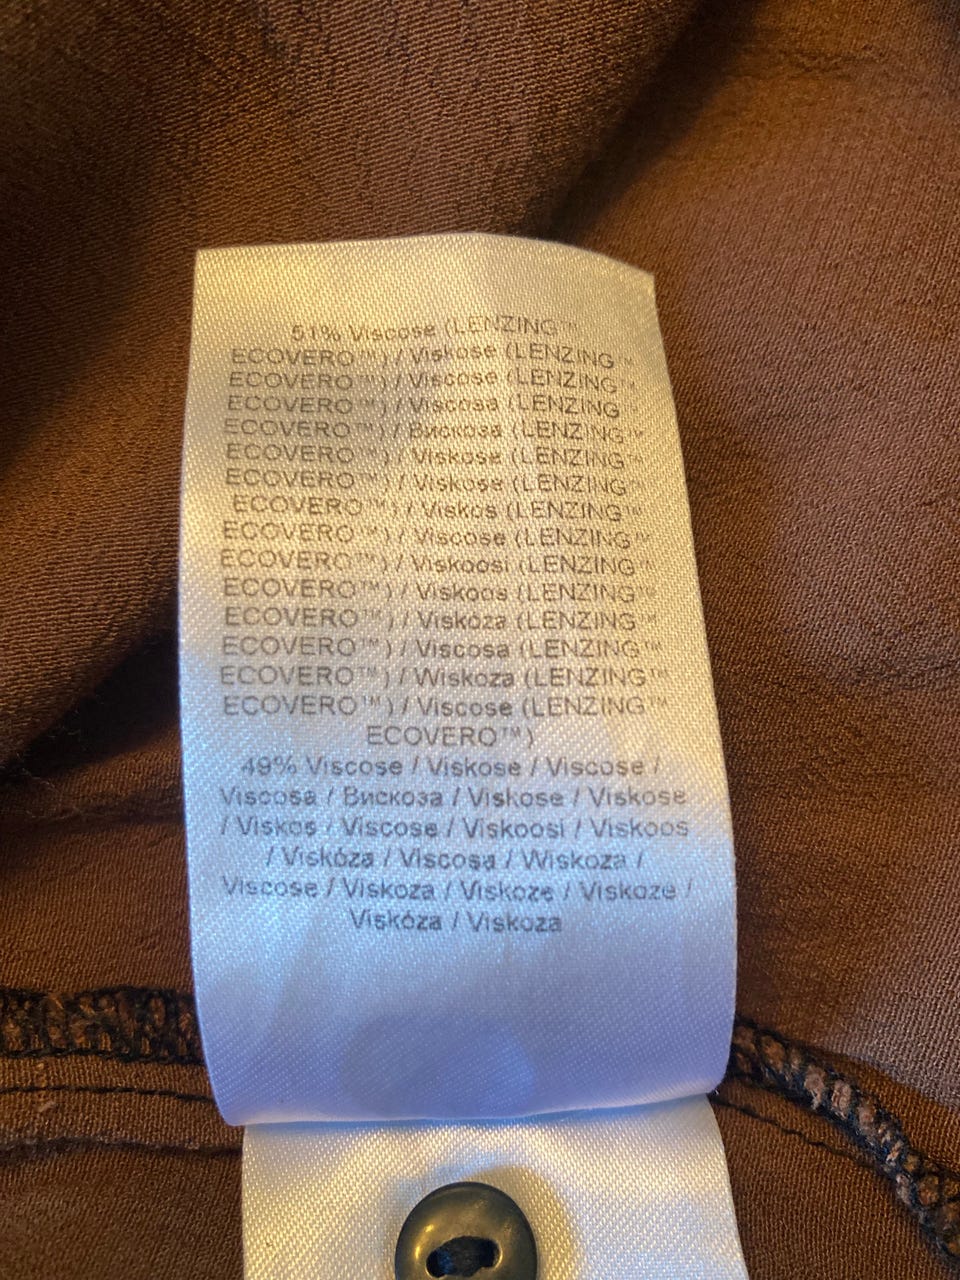 51% Viscose (LENZING™
ECOVERO™) / Viskose (LENZING™
ECOVERO™) / Viscose (LENZING™
ECOVERO™) / Viscosa (LENZING™
ECOVERO™) / Вискоза (LENZING™
ECOVERO™) / Viskose (LENZING™
ECOVERO™) / Viskose (LENZING™
ECOVERO™) / Viskos (LENZING™
ECOVERO™) / Viscose (LENZING™
ECOVERO™) / Viskoosi (LENZING™
ECOVERO™) / Viskoos (LENZING™
ECOVERO™) / Viskóza (LENZING™
ECOVERO™) / Viscosa (LENZING™
ECOVERO™) / Wiskoza (LENZING™
ECOVERO™) / Viscose (LENZING™
ECOVERO™)
49% Viscose / Viskose / Viscose /
Viscosa / Вискоза / Viskose / Viskose
/ Viskos / Viscose / Viskoosi / Viskoos
/ Viskóza / Viscosa / Wiskoza /
Viscose / Viskoza / Viskoze / Viskozė /
Viskóza / Viskoza